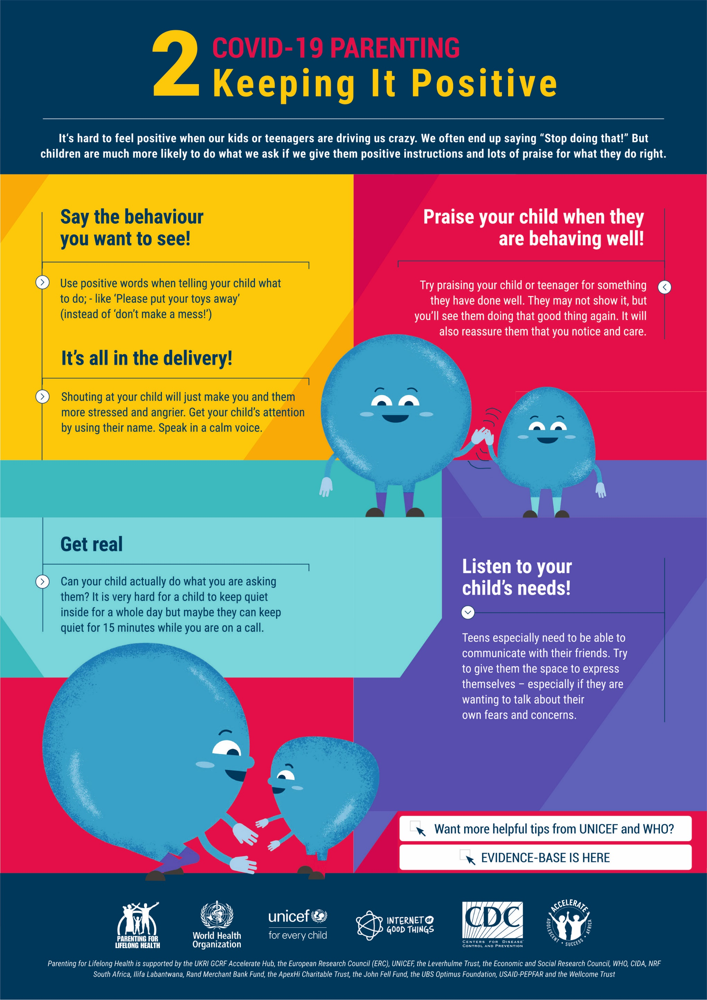 2
COVID-19 PARENTING
Keeping It Positive
It's hard to feel positive when our kids or teenagers are driving us crazy. We often end up saying “Stop doing that!” But
children are much more likely to do what we ask if we give them positive instructions and lots of praise for what they do right.
Say the behaviour
you want to see!
Use positive words when telling your child what
to do; - like ‘Please put your toys away’
(instead of ‘don’t make a mess!’)
It’s all in the delivery!
Shouting at your child will just make you and them
more stressed and angrier. Get your child’s attention
by using their name. Speak in a calm voice.
Praise your child when they
are behaving well!
Try praising your child or teenager for something
they have done well. They may not show it, but
you’ll see them doing that good thing again. It will
also reassure them that you notice and care.
Get real
Can your child actually do what you are asking
them? It is very hard for a child to keep quiet
inside for a whole day but maybe they can keep
quiet for 15 minutes while you are on a call.
Listen to your
child’s needs!
Teens especially need to be able to
communicate with their friends. Try
to give them the space to express
themselves – especially if they are
wanting to talk about their
own fears and concerns.
Want more helpful tips from UNICEF and WHO?
EVIDENCE-BASE IS HERE
PARENTING FOR
LIFELONG HEALTH
World Health
Organization
unicef
for every child
INTERNET OF
GOOD THINGS
CDC
CENTERS FOR DISEASE
CONTROL AND PREVENTION
ACCELERATE
ADOLESCENT • SUCCESS • AFRICA
Parenting for Lifelong Health is supported by the UKRI GCRF Accelerate Hub, the European Research Council (ERC), UNICEF, the Leverhulme Trust, the Economic and Social Research Council, WHO, CIDA, NRF
South Africa, Ilifa Labantwana, Rand Merchant Bank Fund, the ApexHi Charitable Trust, the John Fell Fund, the UBS Optimus Foundation, USAID-PEPFAR and the Wellcome Trust